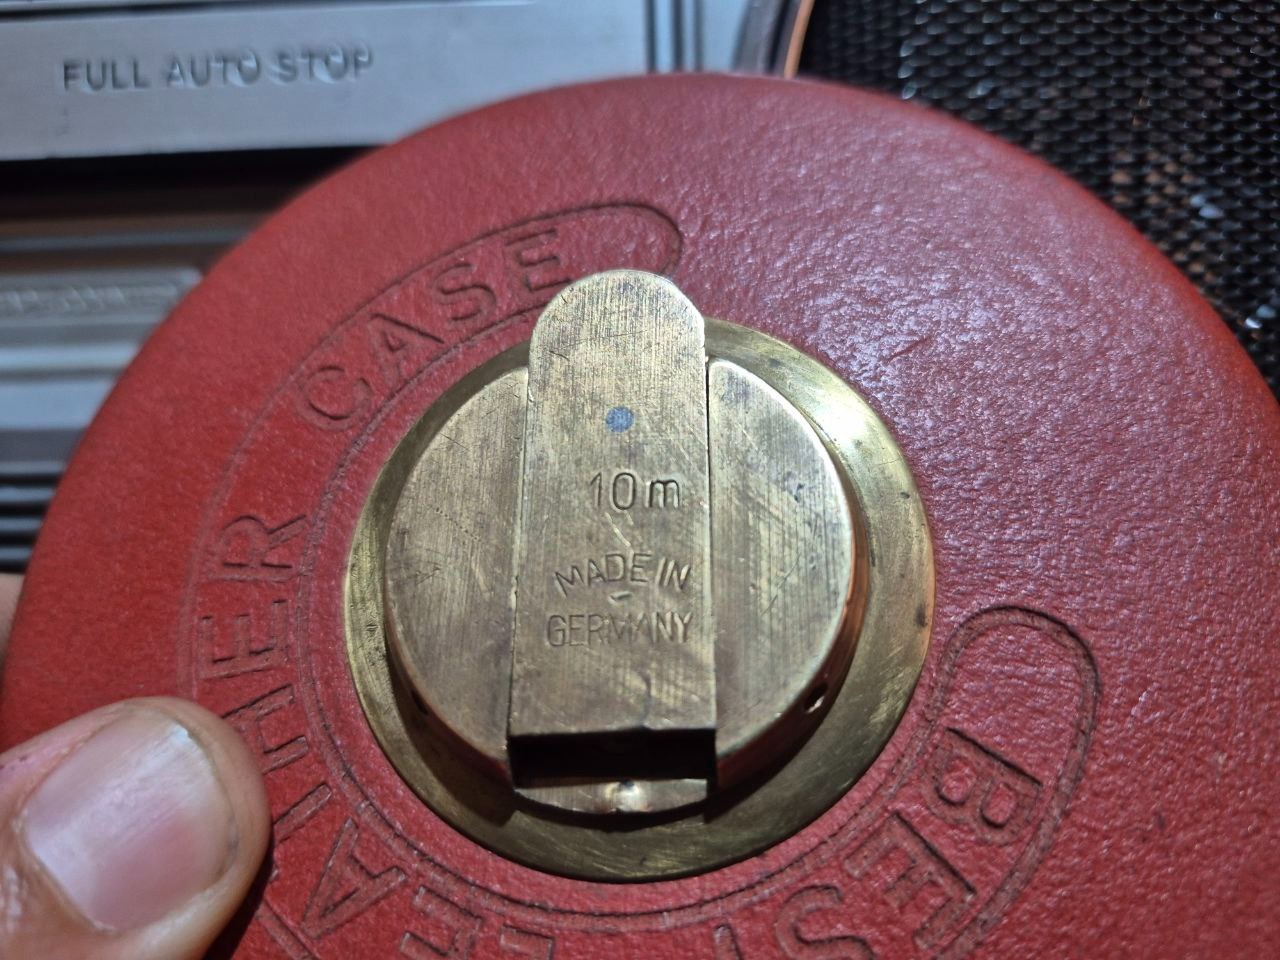 FULL AUTO STOP
BEST LEATHER CASE
10m
MADE IN
GERMANY